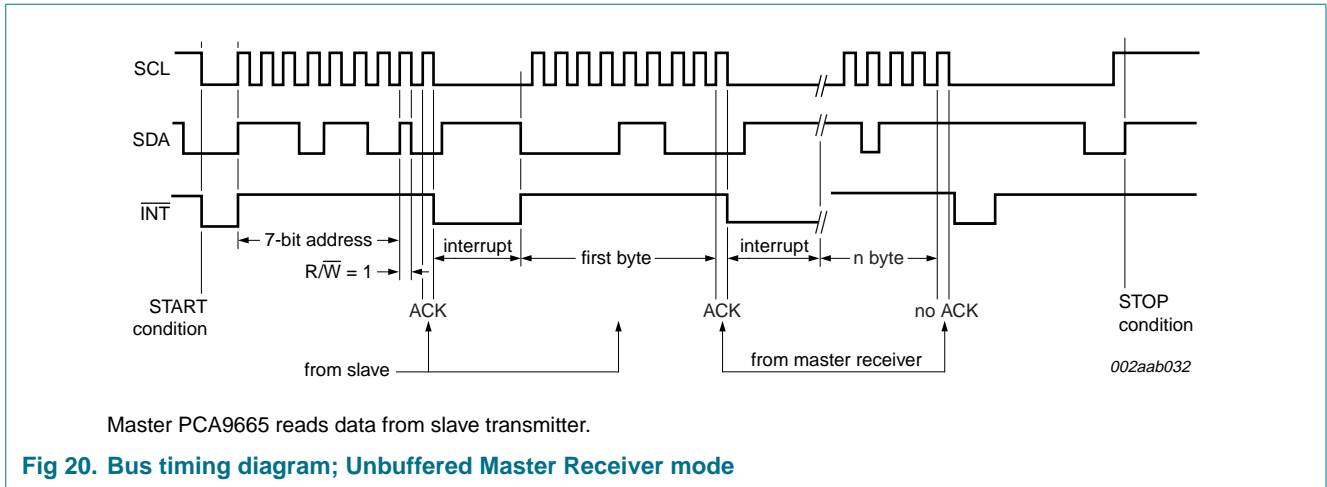 SCL
SDA
INT
7-bit address
interrupt
first byte
interrupt
n byte
R/W = 1
START
condition
ACK
ACK
no ACK
STOP
condition
from slave
from master receiver
002aab032
Master PCA9665 reads data from slave transmitter.
Fig 20. Bus timing diagram; Unbuffered Master Receiver mode